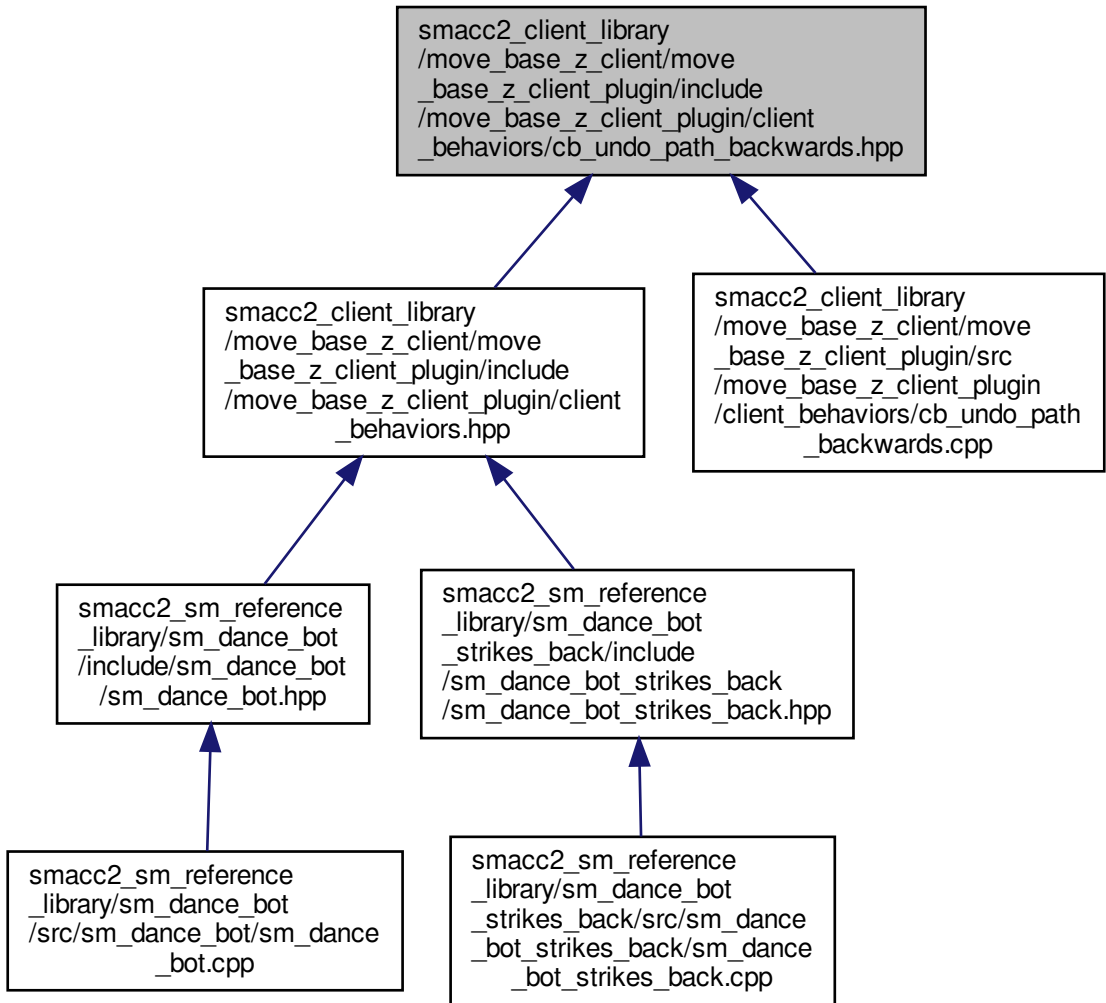 smacc2_client_library
/move_base_z_client/move
_base_z_client_plugin/include
/move_base_z_client_plugin/client
_behaviors/cb_undo_path_backwards.hpp
smacc2_client_library
/move_base_z_client/move
_base_z_client_plugin/include
/move_base_z_client_plugin/client
_behaviors.hpp
smacc2_client_library
/move_base_z_client/move
_base_z_client_plugin/src
/move_base_z_client_plugin
/client_behaviors/cb_undo_path
_backwards.cpp
smacc2_sm_reference
_library/sm_dance_bot
/include/sm_dance_bot
/sm_dance_bot.hpp
smacc2_sm_reference
_library/sm_dance_bot
_strikes_back/include
/sm_dance_bot_strikes_back
/sm_dance_bot_strikes_back.hpp
smacc2_sm_reference
_library/sm_dance_bot
/src/sm_dance_bot/sm_dance
_bot.cpp
smacc2_sm_reference
_library/sm_dance_bot
_strikes_back/src/sm_dance
_bot_strikes_back/sm_dance
_bot_strikes_back.cpp